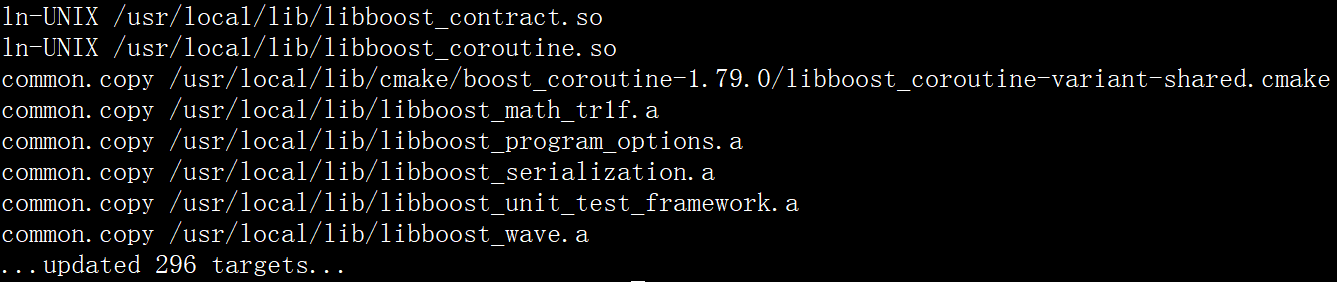 ln-UNIX /usr/local/lib/libboost_contract.so
ln-UNIX /usr/local/lib/libboost_coroutine.so
common.copy /usr/local/lib/cmake/boost_coroutine-1.79.0/libboost_coroutine-variant-shared.cmake
common.copy /usr/local/lib/libboost_math_tr1f.a
common.copy /usr/local/lib/libboost_program_options.a
common.copy /usr/local/lib/libboost_serialization.a
common.copy /usr/local/lib/libboost_unit_test_framework.a
common.copy /usr/local/lib/libboost_wave.a
...updated 296 targets...